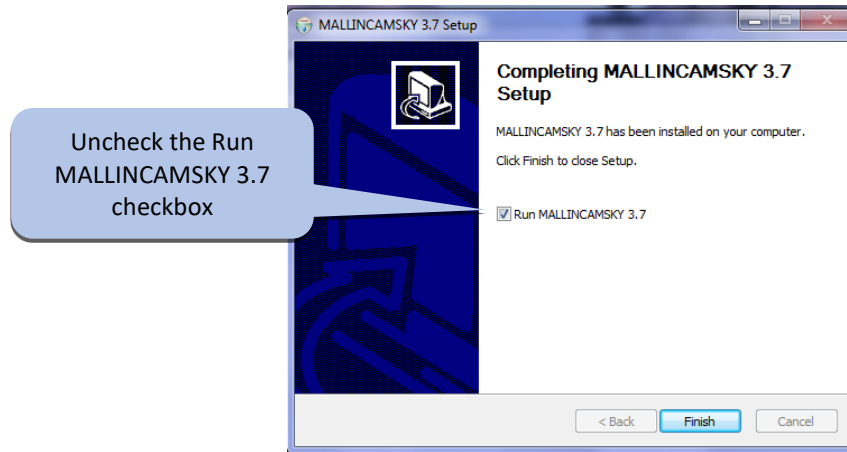 MALLINCAMSKY 3.7 Setup
Completing MALLINCAMSKY 3.7
Setup
MALLINCAMSKY 3.7 has been installed on your computer.
Click Finish to close Setup.
Uncheck the Run
MALLINCAMSKY 3.7
checkbox
Run MALLINCAMSKY 3.7
< Back
Finish
Cancel